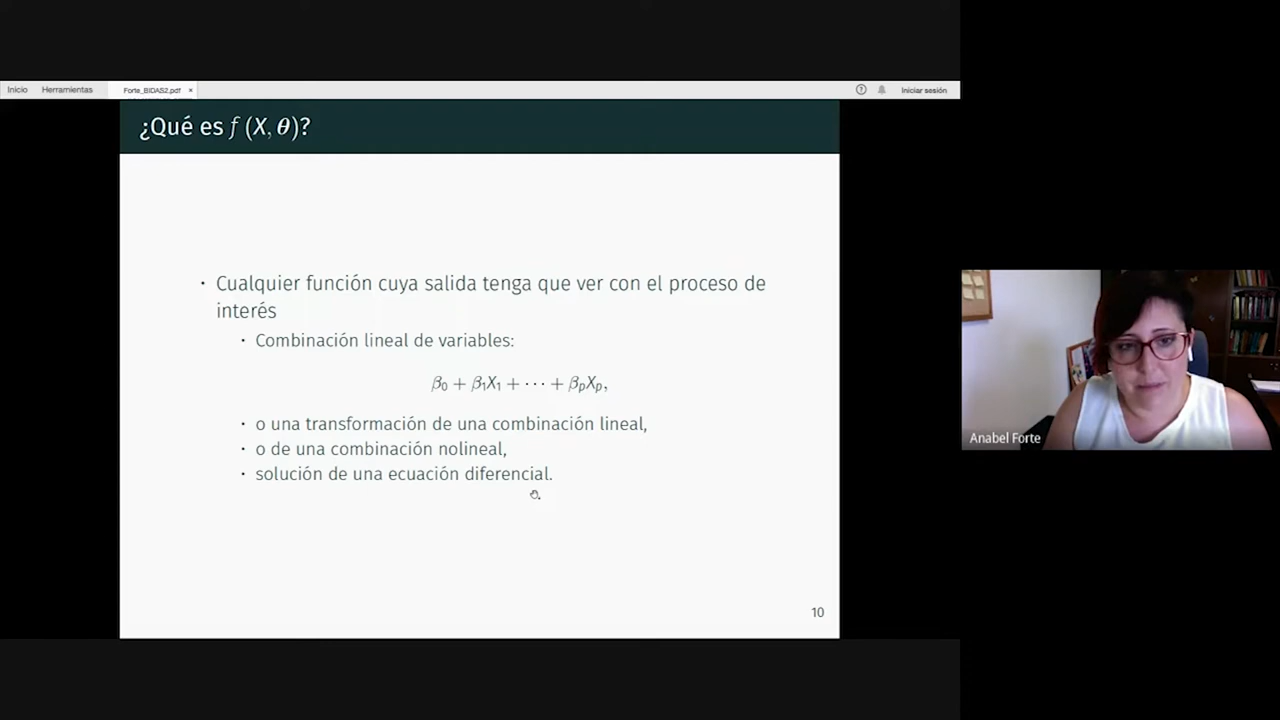 Inicio Herramientas Forte_BIDAS2.pdf × Iniciar sesión
¿Qué es f (X, θ)?
· Cualquier función cuya salida tenga que ver con el proceso de
interés
· Combinación lineal de variables:
β₀ + β₁X₁ + ··· + βₚXₚ,
· o una transformación de una combinación lineal,
· o de una combinación nolineal,
· solución de una ecuación diferencial.
10
Anabel Forte